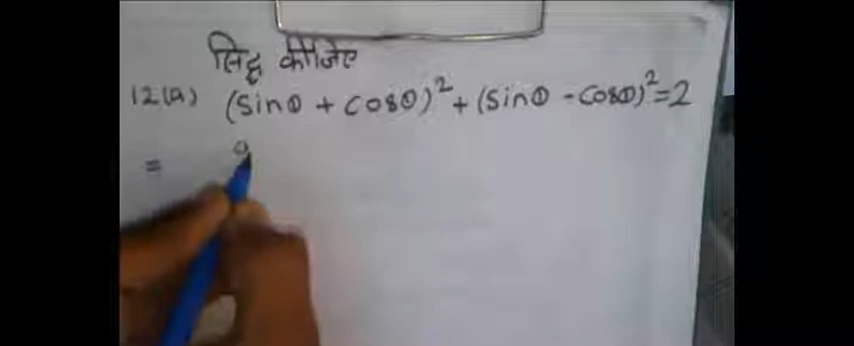 सिद्ध कीजिए
12(a) (sinθ + cosθ)² + (sinθ - cosθ)² = 2
=